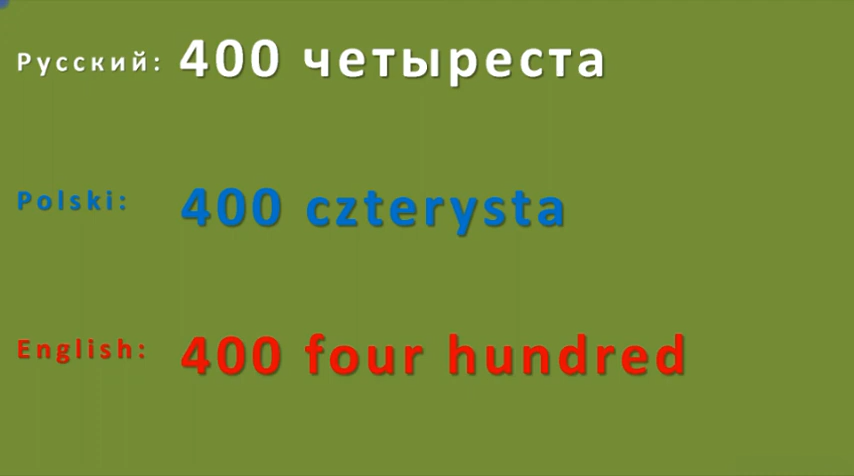 Русский: 400 четыреста
Polski: 400 czterysta
English: 400 four hundred